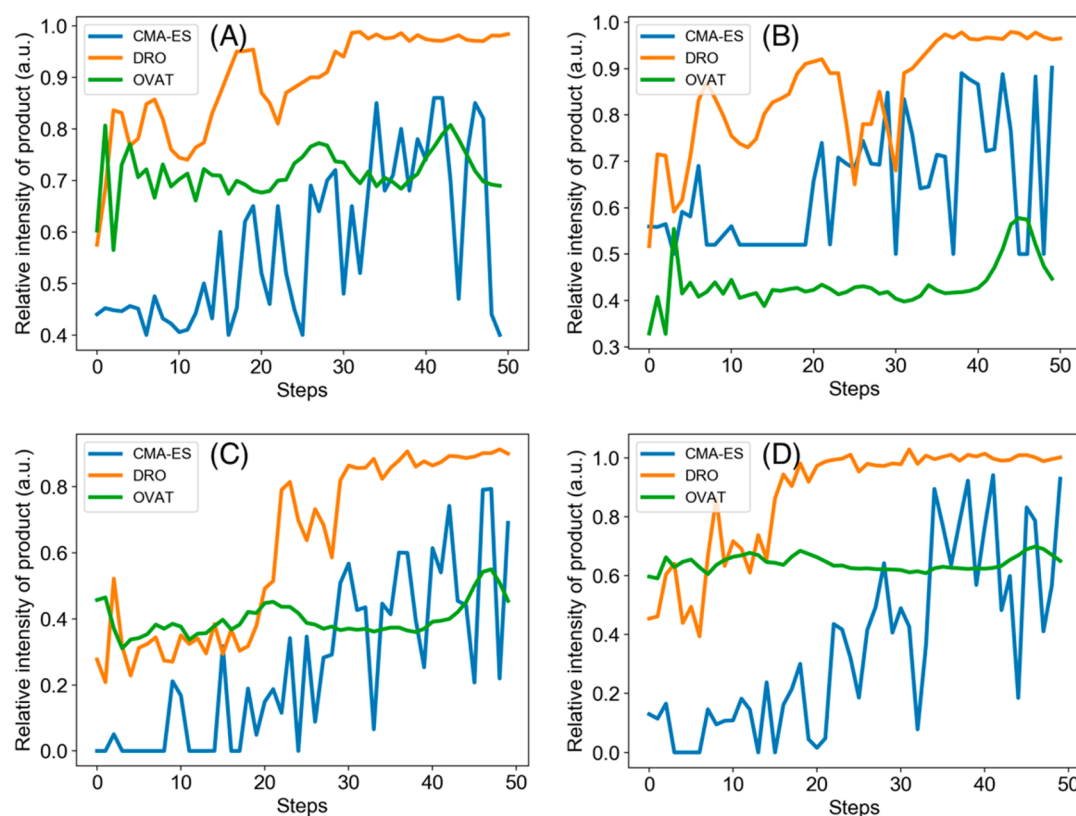 (A)
CMA-ES
DRO
OVAT
Relative intensity of product (a.u.)
1.0
0.9
0.8
0.7
0.6
0.5
0.4
0 10 20 30 40 50
Steps
(B)
CMA-ES
DRO
OVAT
Relative intensity of product (a.u.)
1.0
0.9
0.8
0.7
0.6
0.5
0.4
0.3
0 10 20 30 40 50
Steps
(C)
CMA-ES
DRO
OVAT
Relative intensity of product (a.u.)
0.8
0.6
0.4
0.2
0.0
0 10 20 30 40 50
Steps
(D)
CMA-ES
DRO
OVAT
Relative intensity of product (a.u.)
1.0
0.8
0.6
0.4
0.2
0.0
0 10 20 30 40 50
Steps